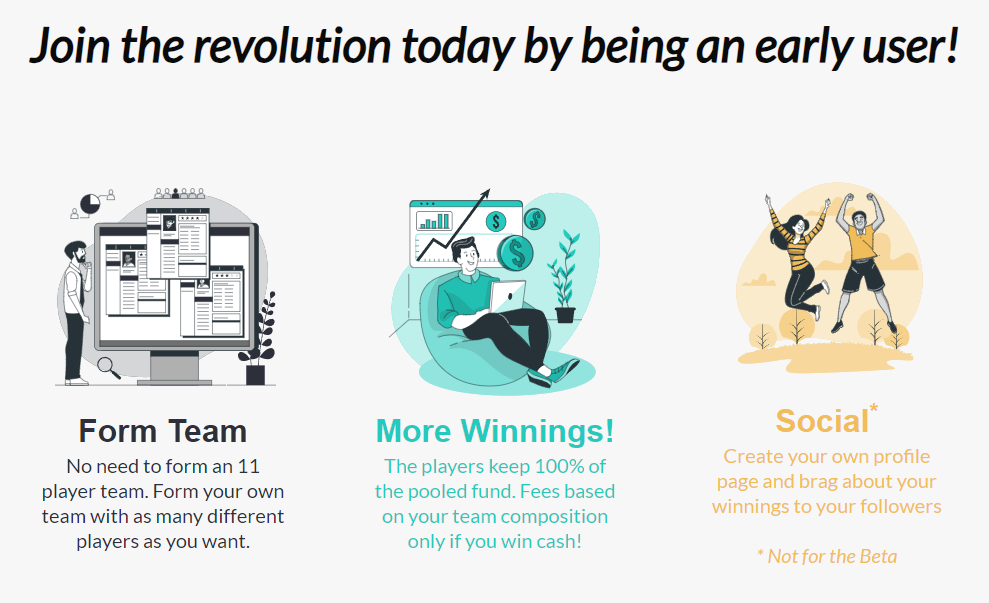 Join the revolution today by being an early user!
Form Team
No need to form an 11
player team. Form your own
team with as many different
players as you want.
More Winnings!
The players keep 100% of
the pooled fund. Fees based
on your team composition
only if you win cash!
Social*
Create your own profile
page and brag about your
winnings to your followers
* Not for the Beta